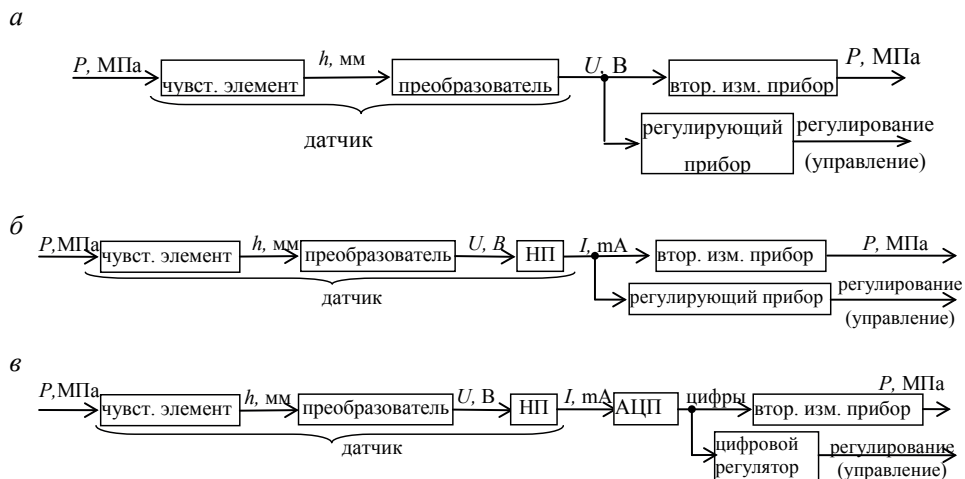 а
P, МПа
h, мм
U, В
P, МПа
чувст. элемент
преобразователь
втор. изм. прибор
датчик
регулирующий
прибор
регулирование
(управление)
б
P,МПа
h, мм
U, В
I, mA
P, МПа
чувст. элемент
преобразователь
НП
втор. изм. прибор
датчик
регулирующий прибор
регулирование
(управление)
в
P,МПа
h, мм
U, В
I, mA
цифры
P, МПа
чувст. элемент
преобразователь
НП
АЦП
втор. изм. прибор
датчик
цифровой
регулятор
регулирование
(управление)